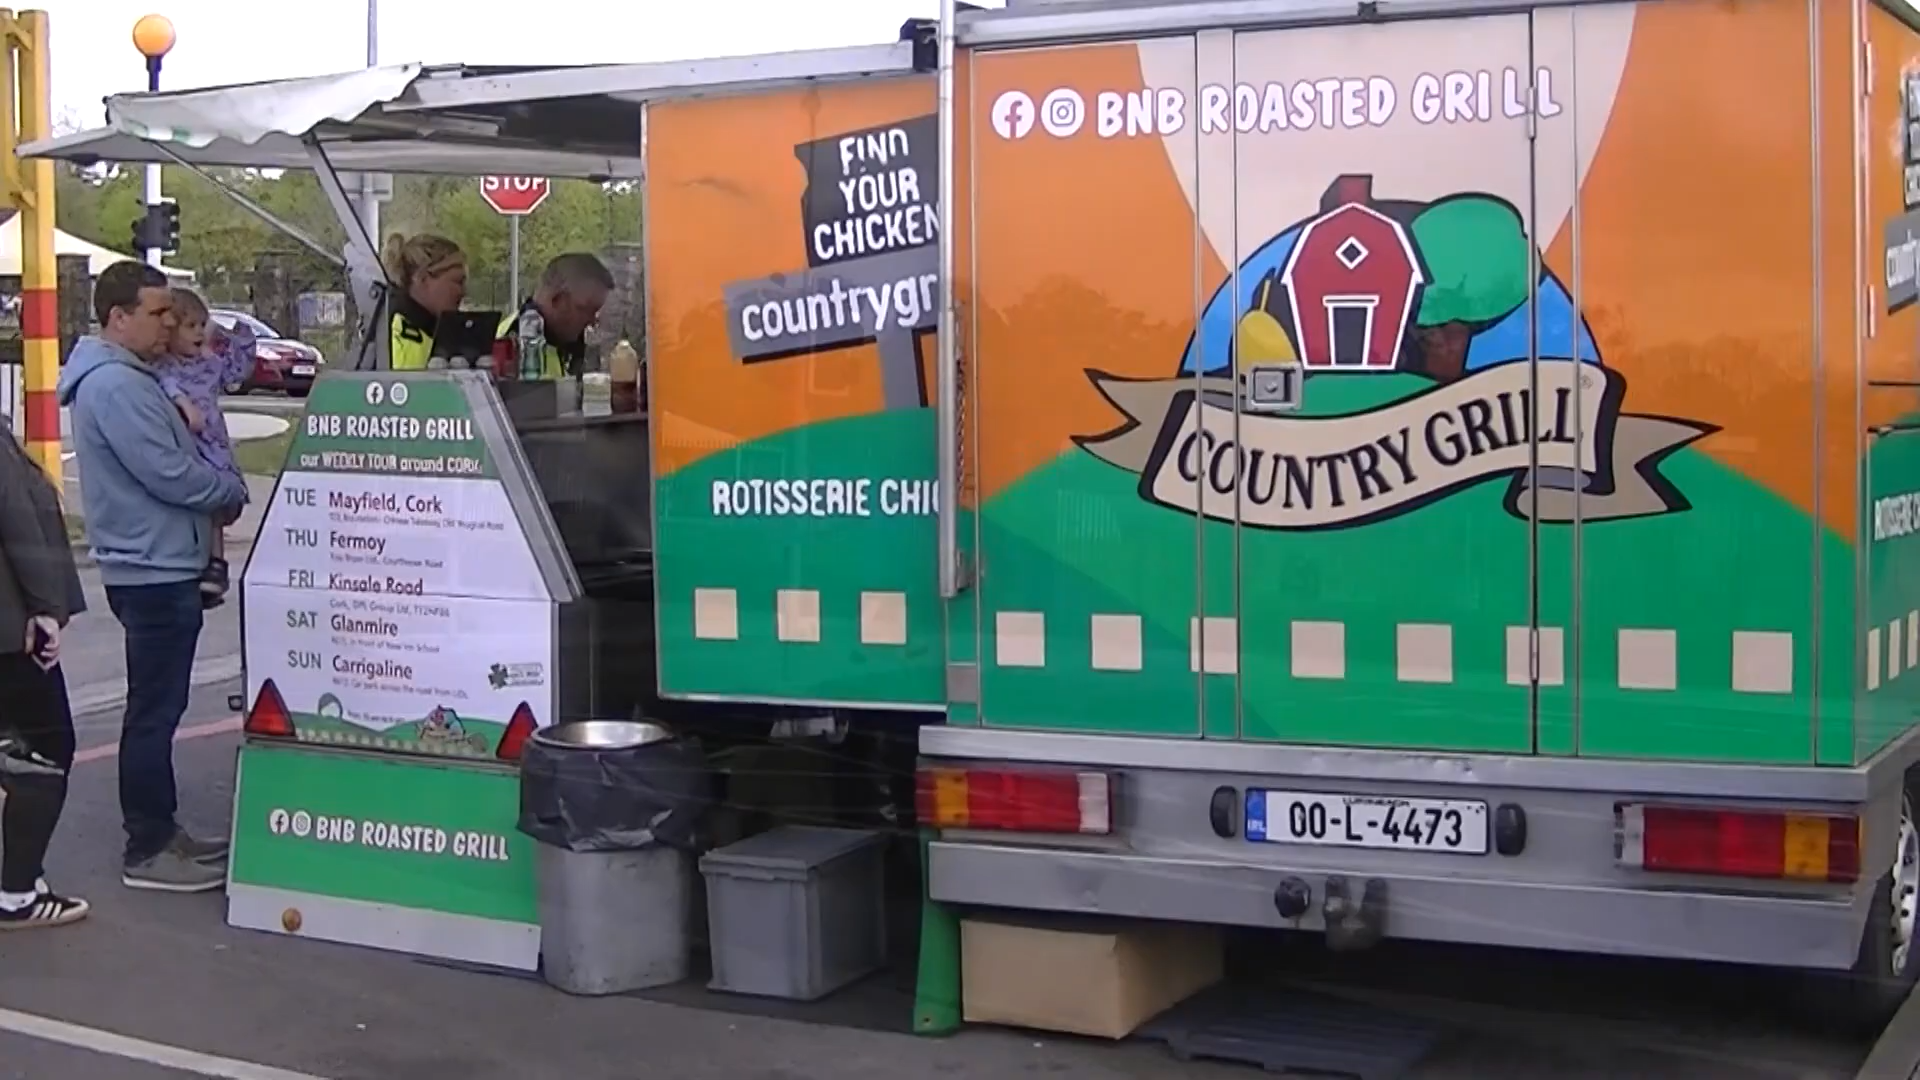 STOP
FIND
YOUR
CHICKEN
countrygr
ROTISSERIE CHIC
BNB ROASTED GRILL
COUNTRY GRILL
00-L-4473
IRL
BNB ROASTED GRILL
our WEEKLY TOUR around CORK
TUE Mayfield, Cork
THU Fermoy
FRI Kinsale Road
SAT Glanmire
SUN Carrigaline
BNB ROASTED GRILL